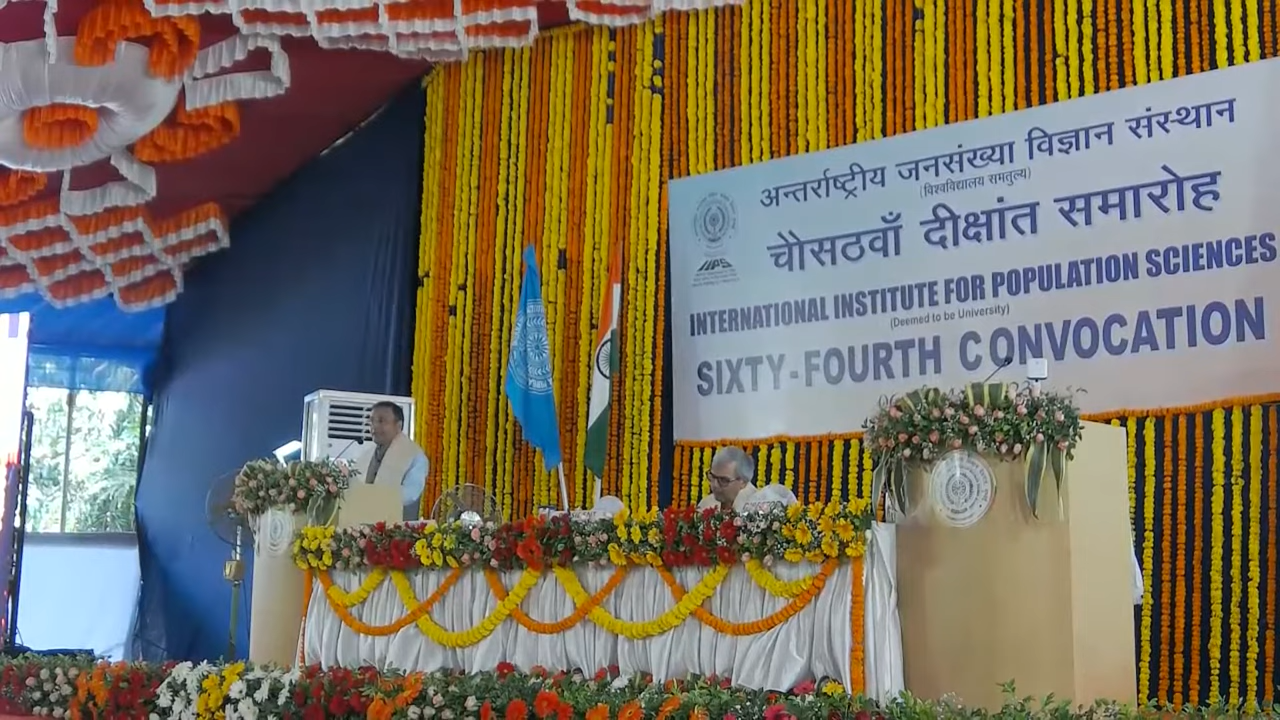 अन्तर्राष्ट्रीय जनसंख्या विज्ञान संस्थान
(विश्वविद्यालय समतुल्य)
चौसठवाँ दीक्षांत समारोह
IIPS
INTERNATIONAL INSTITUTE FOR POPULATION SCIENCES
(Deemed to be University)
SIXTY-FOURTH CONVOCATION